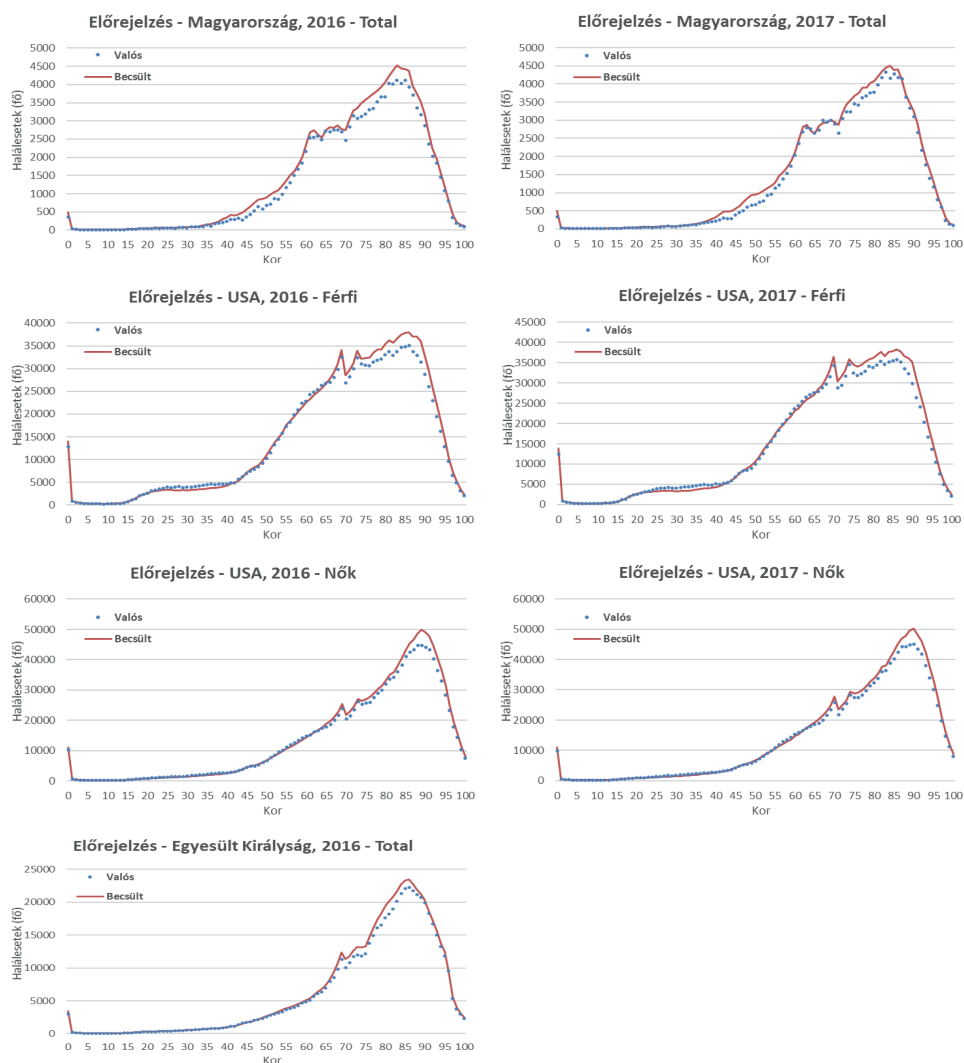 Előrejelzés - Magyarország, 2016 - Total
Halálesetek (fő)
5000
4500
4000
3500
3000
2500
2000
1500
1000
500
0
Valós
Becsült
0 5 10 15 20 25 30 35 40 45 50 55 60 65 70 75 80 85 90 95 100
Kor
Előrejelzés - Magyarország, 2017 - Total
Halálesetek (fő)
5000
4500
4000
3500
3000
2500
2000
1500
1000
500
0
Valós
Becsült
0 5 10 15 20 25 30 35 40 45 50 55 60 65 70 75 80 85 90 95 100
Kor
Előrejelzés - USA, 2016 - Férfi
Halálesetek (fő)
40000
35000
30000
25000
20000
15000
10000
5000
0
Valós
Becsült
0 5 10 15 20 25 30 35 40 45 50 55 60 65 70 75 80 85 90 95 100
Kor
Előrejelzés - USA, 2017 - Férfi
Halálesetek (fő)
45000
40000
35000
30000
25000
20000
15000
10000
5000
0
Valós
Becsült
0 5 10 15 20 25 30 35 40 45 50 55 60 65 70 75 80 85 90 95 100
Kor
Előrejelzés - USA, 2016 - Nők
Halálesetek (fő)
60000
50000
40000
30000
20000
10000
0
Valós
Becsült
0 5 10 15 20 25 30 35 40 45 50 55 60 65 70 75 80 85 90 95 100
Kor
Előrejelzés - USA, 2017 - Nők
Halálesetek (fő)
60000
50000
40000
30000
20000
10000
0
Valós
Becsült
0 5 10 15 20 25 30 35 40 45 50 55 60 65 70 75 80 85 90 95 100
Kor
Előrejelzés - Egyesült Királyság, 2016 - Total
Halálesetek (fő)
25000
20000
15000
10000
5000
0
Valós
Becsült
0 5 10 15 20 25 30 35 40 45 50 55 60 65 70 75 80 85 90 95 100
Kor